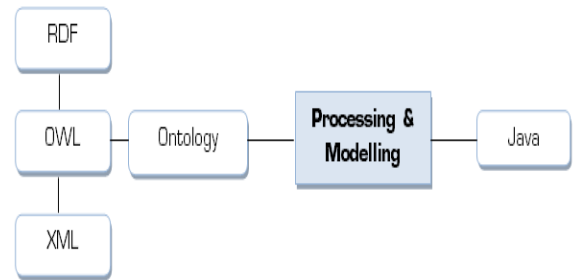 RDF
OWL
Ontology
Processing &
Modelling
Java
XML